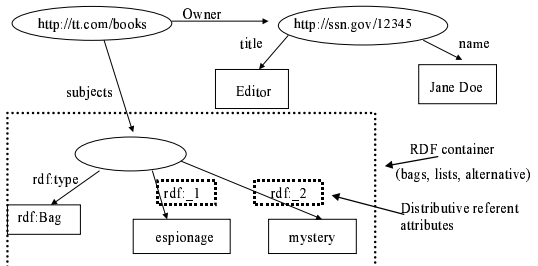 http://tt.com/books
Owner
http://ssn.gov/12345
title
name
Editor
Jane Doe
subjects
RDF container
(bags, lists, alternative)
rdf:type
rdf:_1
rdf:_2
Distributive referent
attributes
rdf:Bag
espionage
mystery